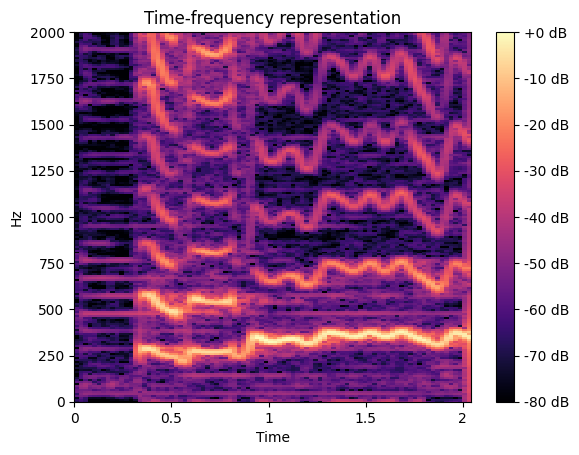 Time-frequency representation
Hz
2000
1750
1500
1250
1000
750
500
250
0
0
0.5
1
1.5
2
Time
+0 dB
-10 dB
-20 dB
-30 dB
-40 dB
-50 dB
-60 dB
-70 dB
-80 dB